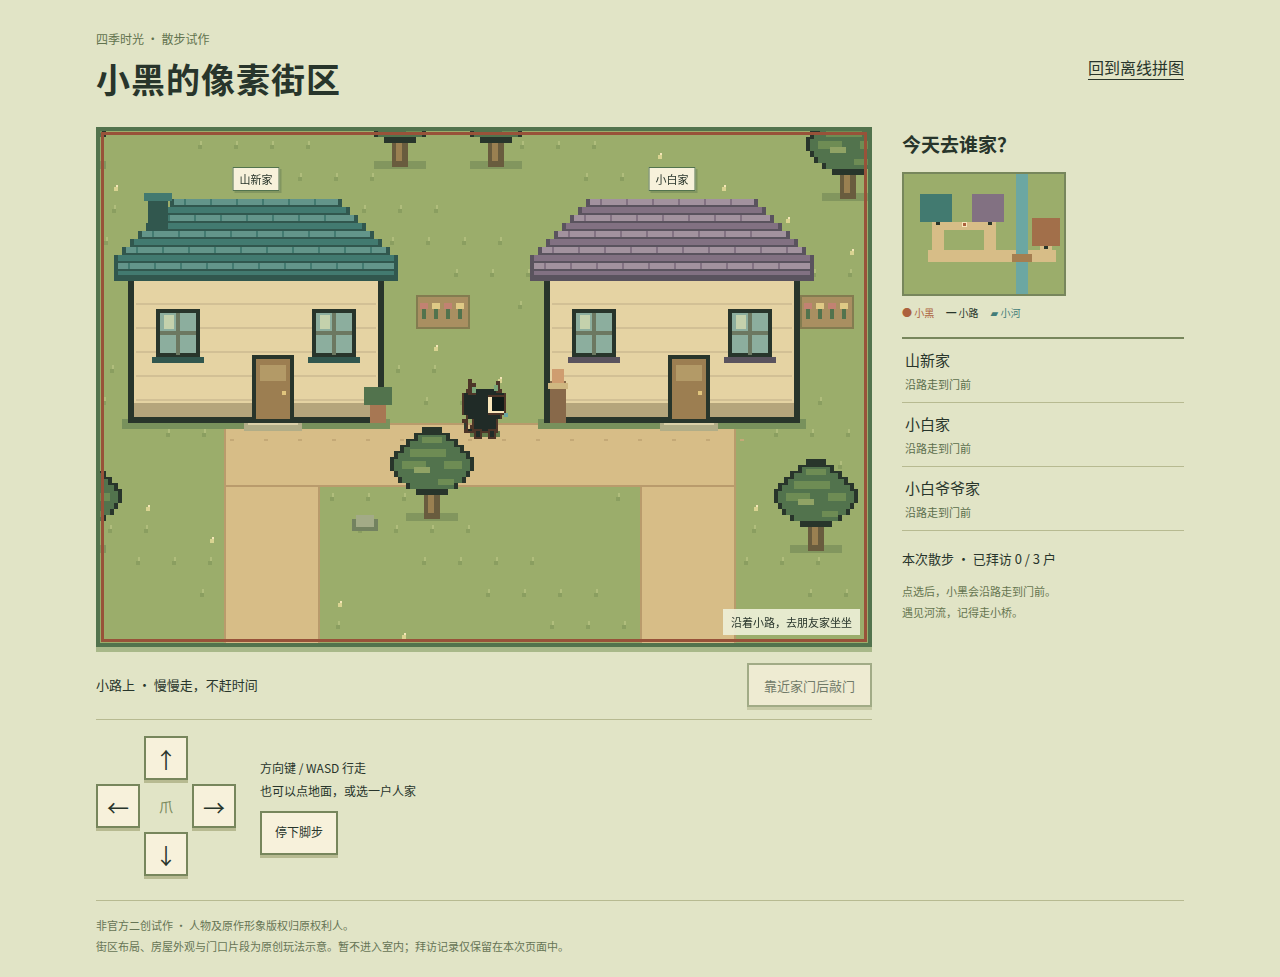 四季时光 · 散步试作
小黑的像素街区
回到离线拼图
山新家
小白家
沿着小路，去朋友家坐坐
小路上 · 慢慢走，不赶时间
靠近家门后敲门
↑
← 爪 →
↓
方向键 / WASD 行走
也可以点地面，或选一户人家
停下脚步
今天去谁家？
小黑 小路 小河
山新家
沿路走到门前
小白家
沿路走到门前
小白爷爷家
沿路走到门前
本次散步 · 已拜访 0 / 3 户
点选后，小黑会沿路走到门前。
遇见河流，记得走小桥。
非官方二创试作 · 人物及原作形象版权归原权利人。
街区布局、房屋外观与门口片段为原创玩法示意。暂不进入室内；拜访记录仅保留在本次页面中。